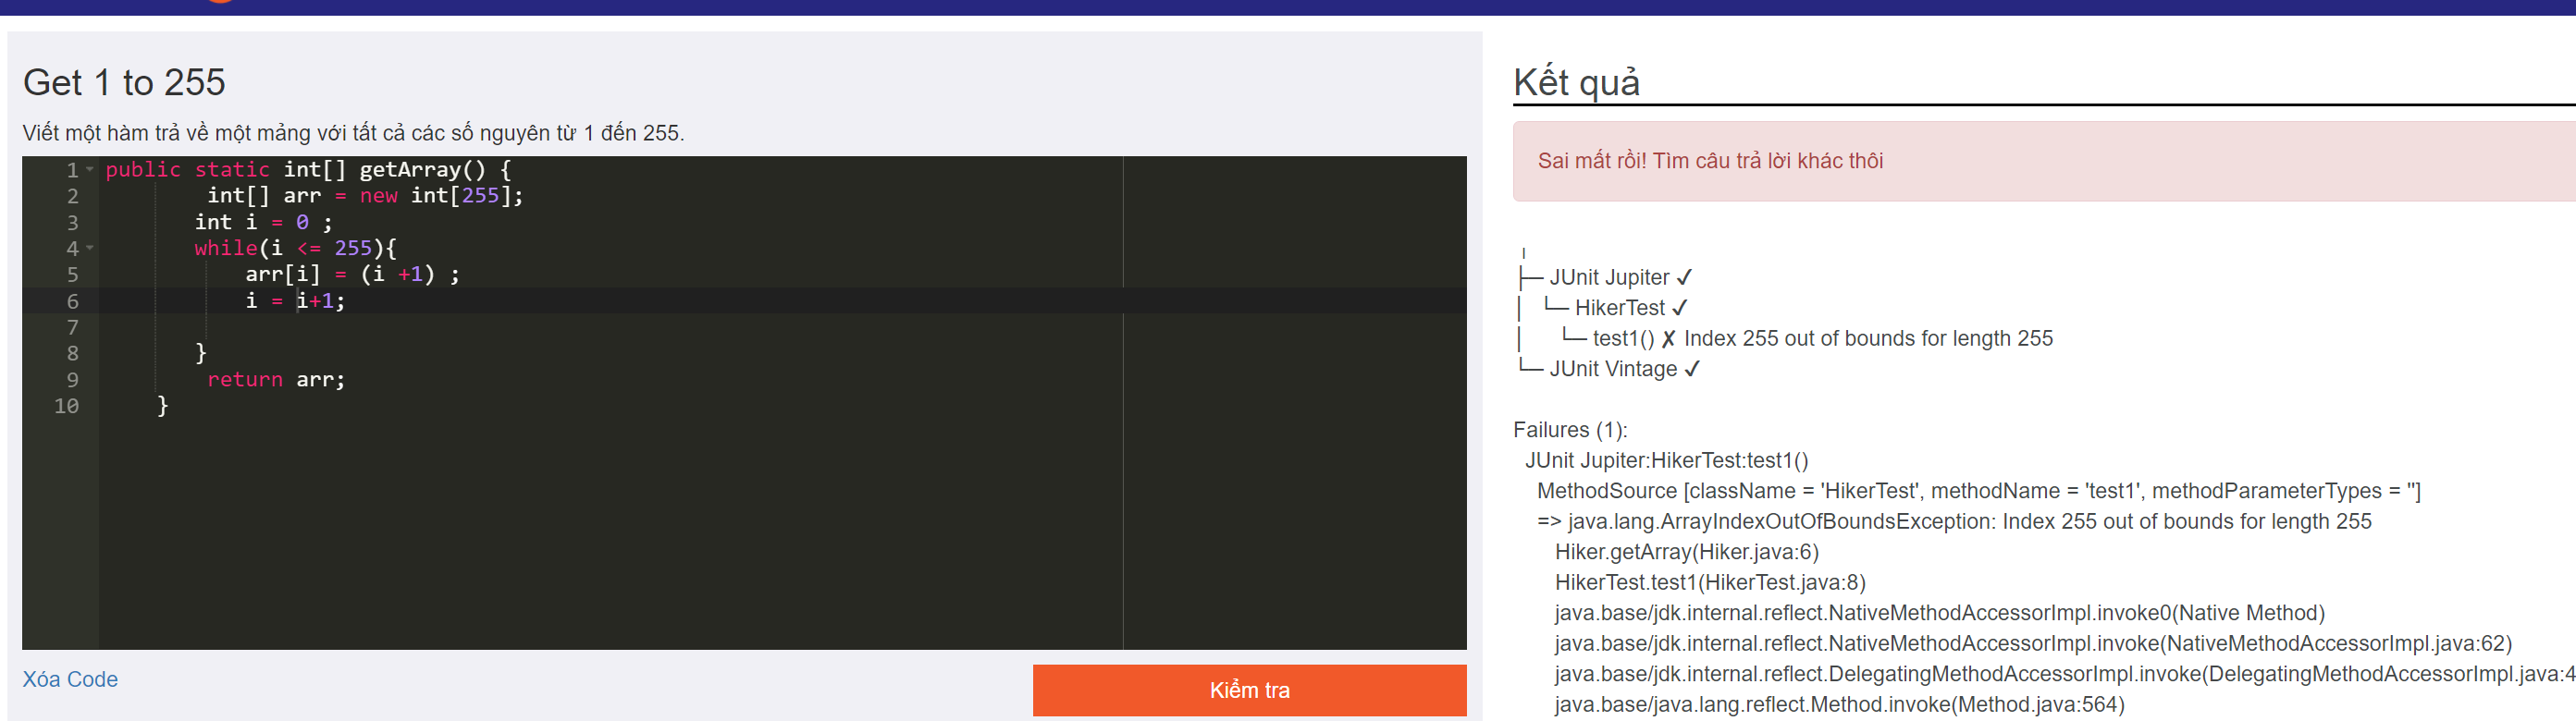 Get 1 to 255
Viết một hàm trả về một mảng với tất cả các số nguyên từ 1 đến 255.
1 public static int[] getArray() {
2 int[] arr = new int[255];
3 int i = 0 ;
4 while(i <= 255){
5 arr[i] = (i +1) ;
6 i = i+1;
7
8 }
9 return arr;
10 }
Xóa Code
Kiểm tra
Kết quả
Sai mất rồi! Tìm câu trả lời khác thôi
╷
├─ JUnit Jupiter ✔
│ └─ HikerTest ✔
│ └─ test1() ✘ Index 255 out of bounds for length 255
└─ JUnit Vintage ✔
Failures (1):
JUnit Jupiter:HikerTest:test1()
MethodSource [className = 'HikerTest', methodName = 'test1', methodParameterTypes = '']
=> java.lang.ArrayIndexOutOfBoundsException: Index 255 out of bounds for length 255
Hiker.getArray(Hiker.java:6)
HikerTest.test1(HikerTest.java:8)
java.base/jdk.internal.reflect.NativeMethodAccessorImpl.invoke0(Native Method)
java.base/jdk.internal.reflect.NativeMethodAccessorImpl.invoke(NativeMethodAccessorImpl.java:62)
java.base/jdk.internal.reflect.DelegatingMethodAccessorImpl.invoke(DelegatingMethodAccessorImpl.java:4
java.base/java.lang.reflect.Method.invoke(Method.java:564)